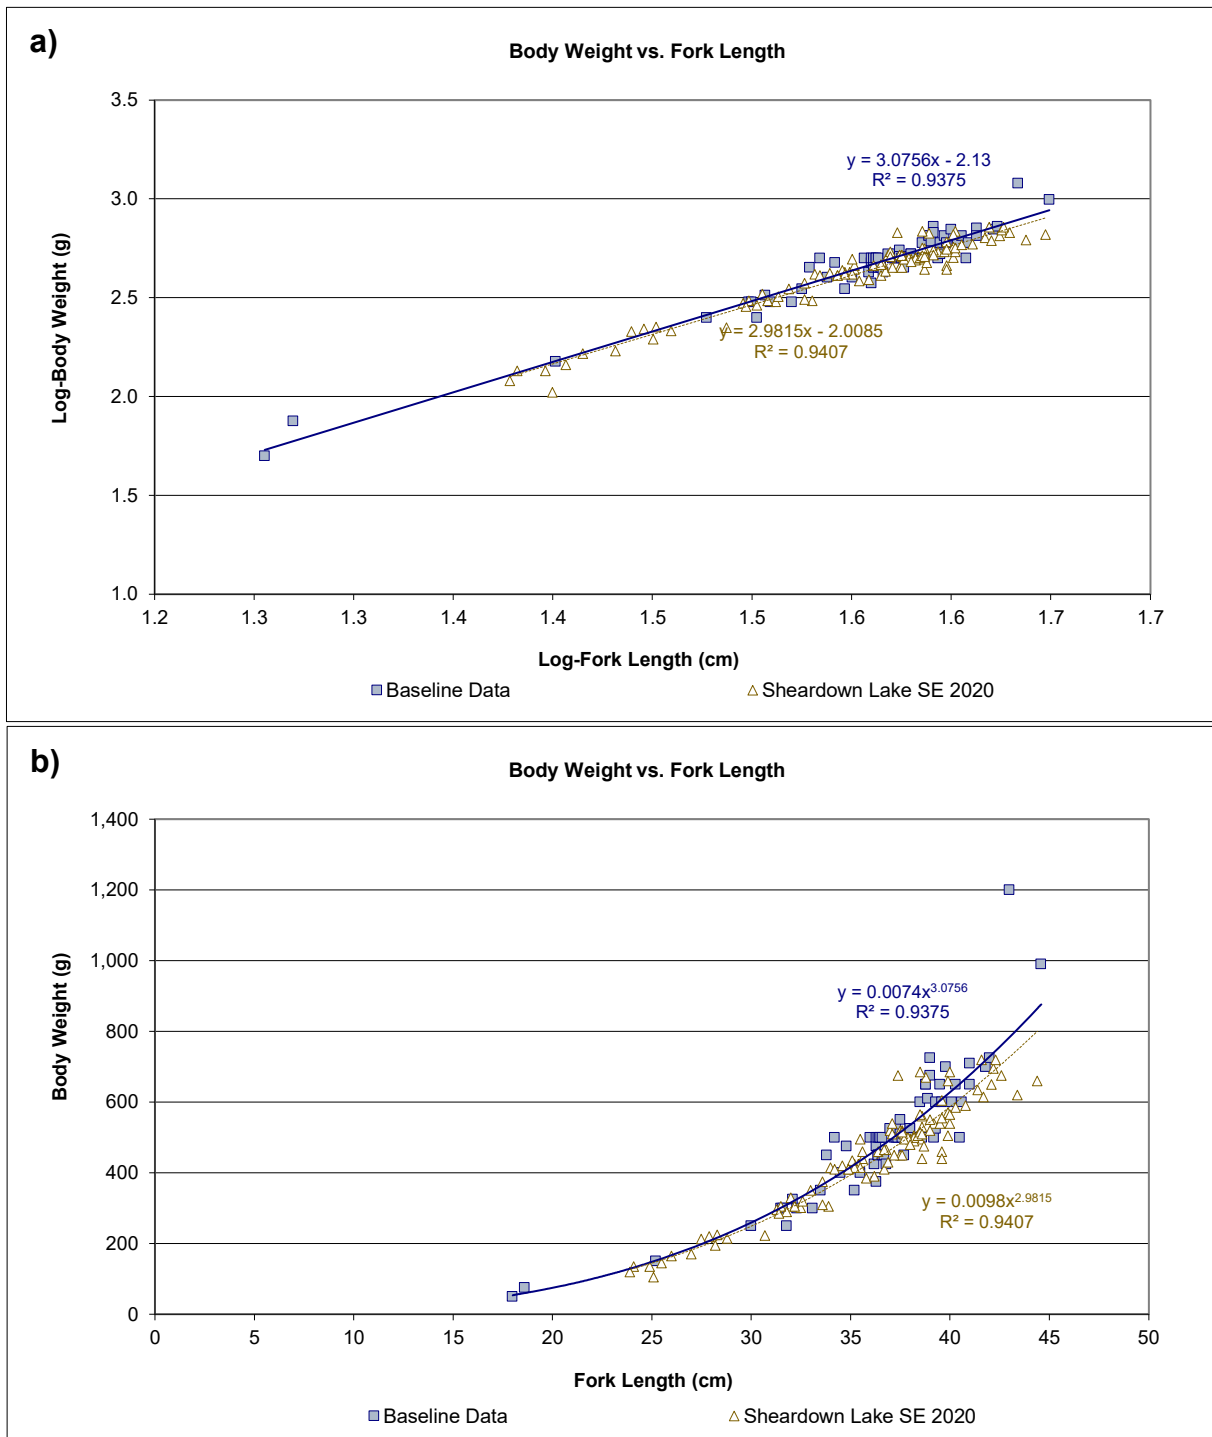 a)
Body Weight vs. Fork Length
3.5
3.0
2.5
2.0
1.5
1.0
Log-Body Weight (g)
y = 3.0756x - 2.13
R² = 0.9375
y = 2.9815x - 2.0085
R² = 0.9407
1.2 1.3 1.3 1.4 1.4 1.5 1.5 1.6 1.6 1.7 1.7
Log-Fork Length (cm)
Baseline Data Sheardown Lake SE 2020
b)
Body Weight vs. Fork Length
1,400
1,200
1,000
800
600
400
200
0
Body Weight (g)
y = 0.0074x^3.0756
R² = 0.9375
y = 0.0098x^2.9815
R² = 0.9407
0 5 10 15 20 25 30 35 40 45 50
Fork Length (cm)
Baseline Data Sheardown Lake SE 2020